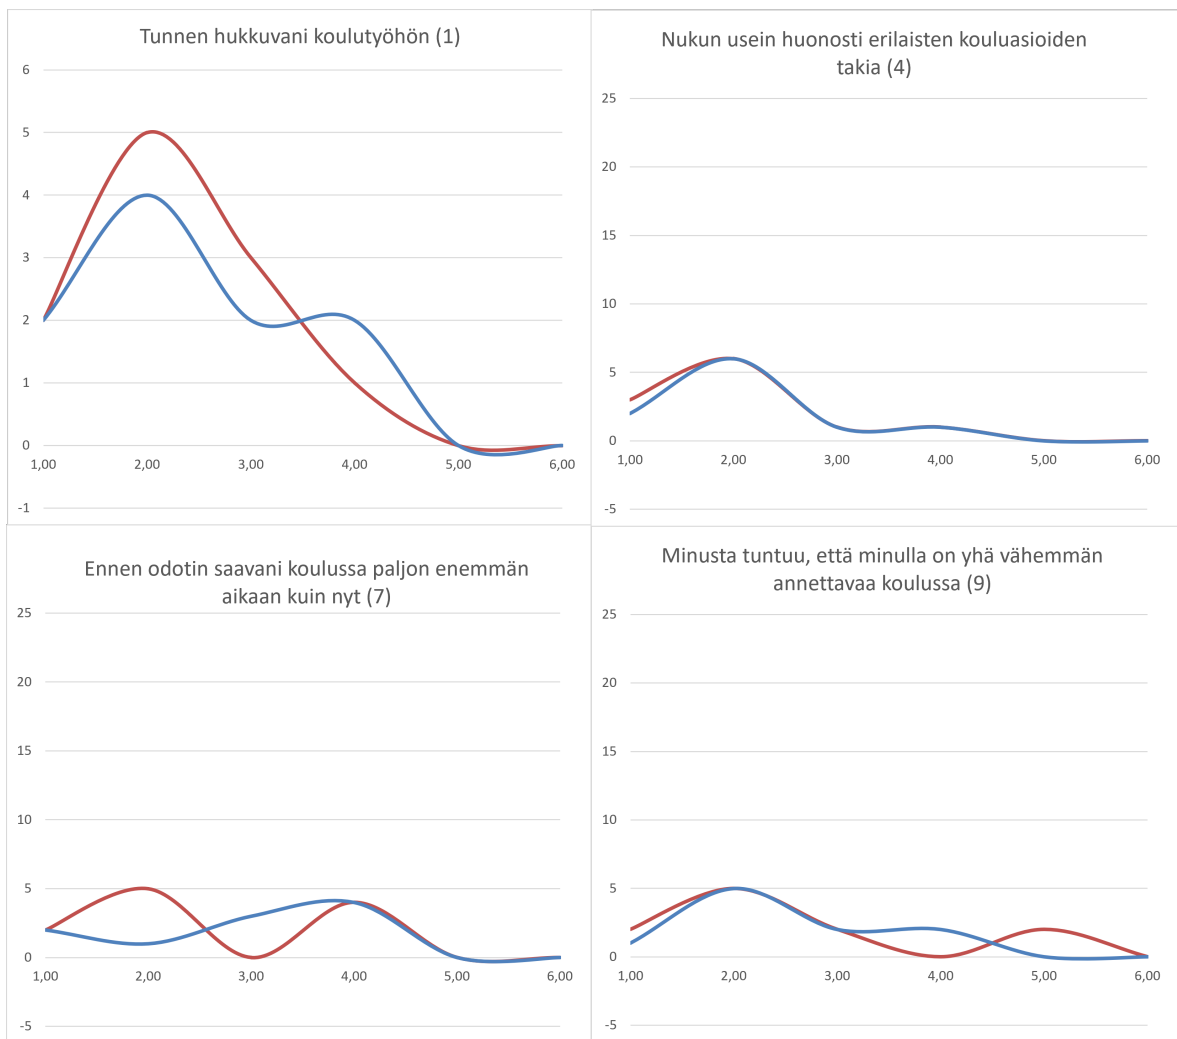 Tunnen hukkuvani koulutyöhön (1)
6
5
4
3
2
1
0
-1
1,00 2,00 3,00 4,00 5,00 6,00
Nukun usein huonosti erilaisten kouluasioiden
takia (4)
25
20
15
10
5
0
-5
1,00 2,00 3,00 4,00 5,00 6,00
Ennen odotin saavani koulussa paljon enemmän
aikaan kuin nyt (7)
25
20
15
10
5
0
-5
1,00 2,00 3,00 4,00 5,00 6,00
Minusta tuntuu, että minulla on yhä vähemmän
annettavaa koulussa (9)
25
20
15
10
5
0
-5
1,00 2,00 3,00 4,00 5,00 6,00